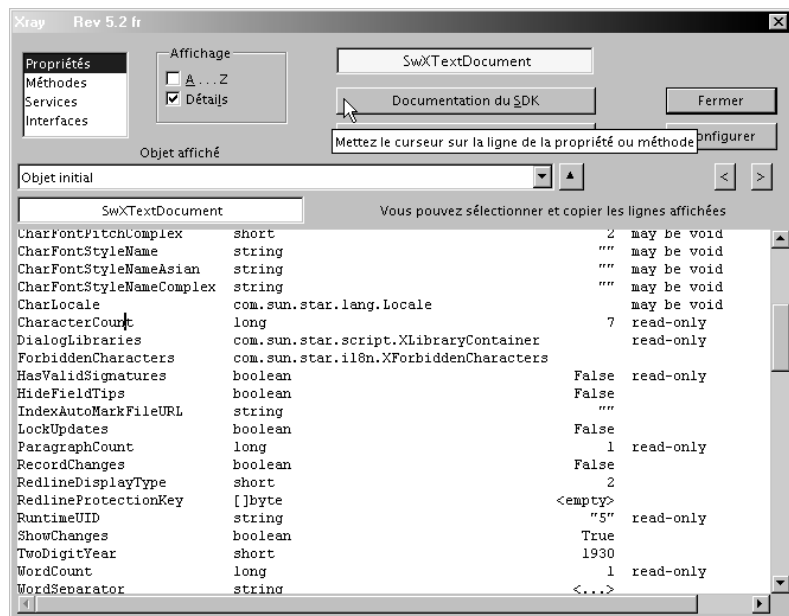 Xray Rev 5.2 fr
Propriétés
Méthodes
Services
Interfaces
Affichage
A . . . Z
Détails
SwXTextDocument
Documentation du SDK
Fermer
Mettez le curseur sur la ligne de la propriété ou méthode
onfigurer
Objet affiché
Objet initial
< >
SwXTextDocument
Vous pouvez sélectionner et copier les lignes affichées
CharFontPitchComplex short 2 may be void
CharFontStyleName string "" may be void
CharFontStyleNameAsian string "" may be void
CharFontStyleNameComplex string "" may be void
CharLocale com.sun.star.lang.Locale may be void
CharacterCount long 7 read-only
DialogLibraries com.sun.star.script.XLibraryContainer read-only
ForbiddenCharacters com.sun.star.i18n.XForbiddenCharacters
HasValidSignatures boolean False read-only
HideFieldTips boolean False
IndexAutoMarkFileURL string ""
LockUpdates boolean False
ParagraphCount long 1 read-only
RecordChanges boolean False
RedlineDisplayType short 2
RedlineProtectionKey []byte <empty>
RuntimeUID string "5" read-only
ShowChanges boolean True
TwoDigitYear short 1930
WordCount long 1 read-only
WordSeparator string <...>